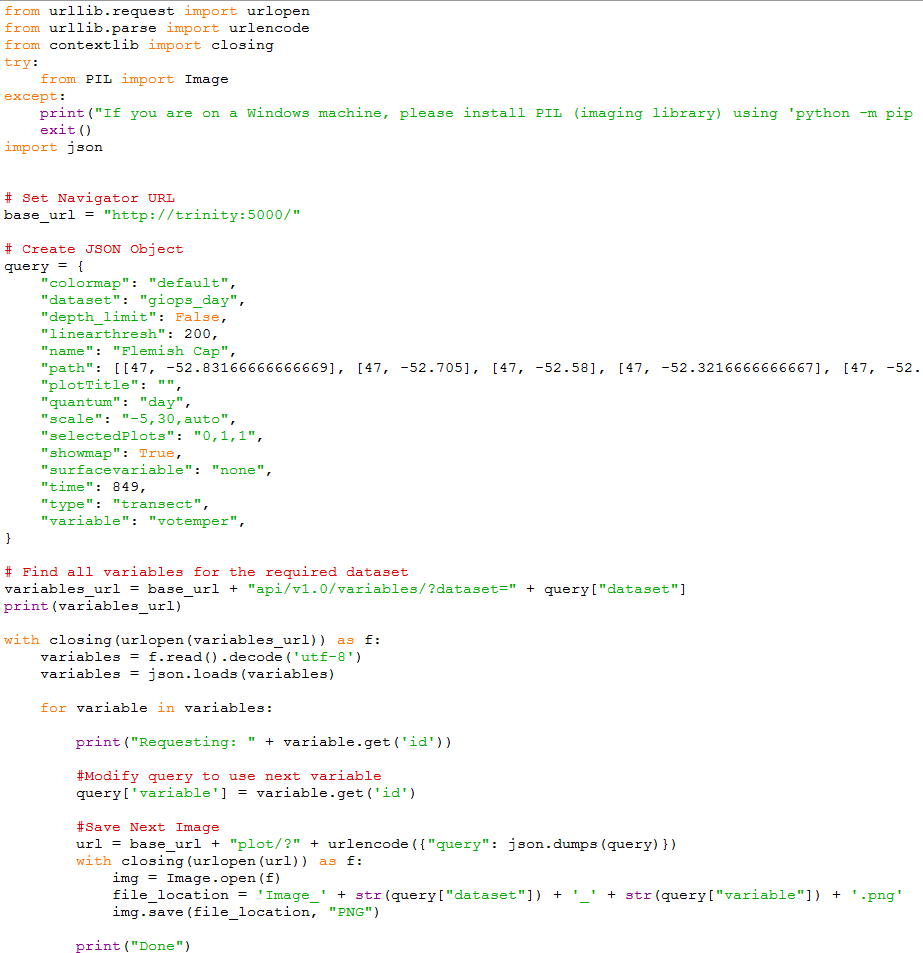 from urllib.request import urlopen
from urllib.parse import urlencode
from contextlib import closing
try:
    from PIL import Image
except:
    print("If you are on a Windows machine, please install PIL (imaging library) using 'python -m pip
    exit()
import json
# Set Navigator URL
base_url = "http://trinity:5000/"
# Create JSON Object
query = {
    "colormap": "default",
    "dataset": "giops_day",
    "depth_limit": False,
    "linearthresh": 200,
    "name": "Flemish Cap",
    "path": [[47, -52.83166666666669], [47, -52.705], [47, -52.58], [47, -52.3216666666667], [47, -52.
    "plotTitle": "",
    "quantum": "day",
    "scale": "-5,30,auto",
    "selectedPlots": "0,1,1",
    "showmap": True,
    "surfacevariable": "none",
    "time": 849,
    "type": "transect",
    "variable": "votemper",
}
# Find all variables for the required dataset
variables_url = base_url + "api/v1.0/variables/?dataset=" + query["dataset"]
print(variables_url)
with closing(urlopen(variables_url)) as f:
    variables = f.read().decode('utf-8')
    variables = json.loads(variables)
    for variable in variables:
        print("Requesting: " + variable.get('id'))
        #Modify query to use next variable
        query['variable'] = variable.get('id')
        #Save Next Image
        url = base_url + "plot/?" + urlencode({"query": json.dumps(query)})
        with closing(urlopen(url)) as f:
            img = Image.open(f)
            file_location = 'Image_' + str(query["dataset"]) + '_' + str(query["variable"]) + '.png'
            img.save(file_location, "PNG")
        print("Done")